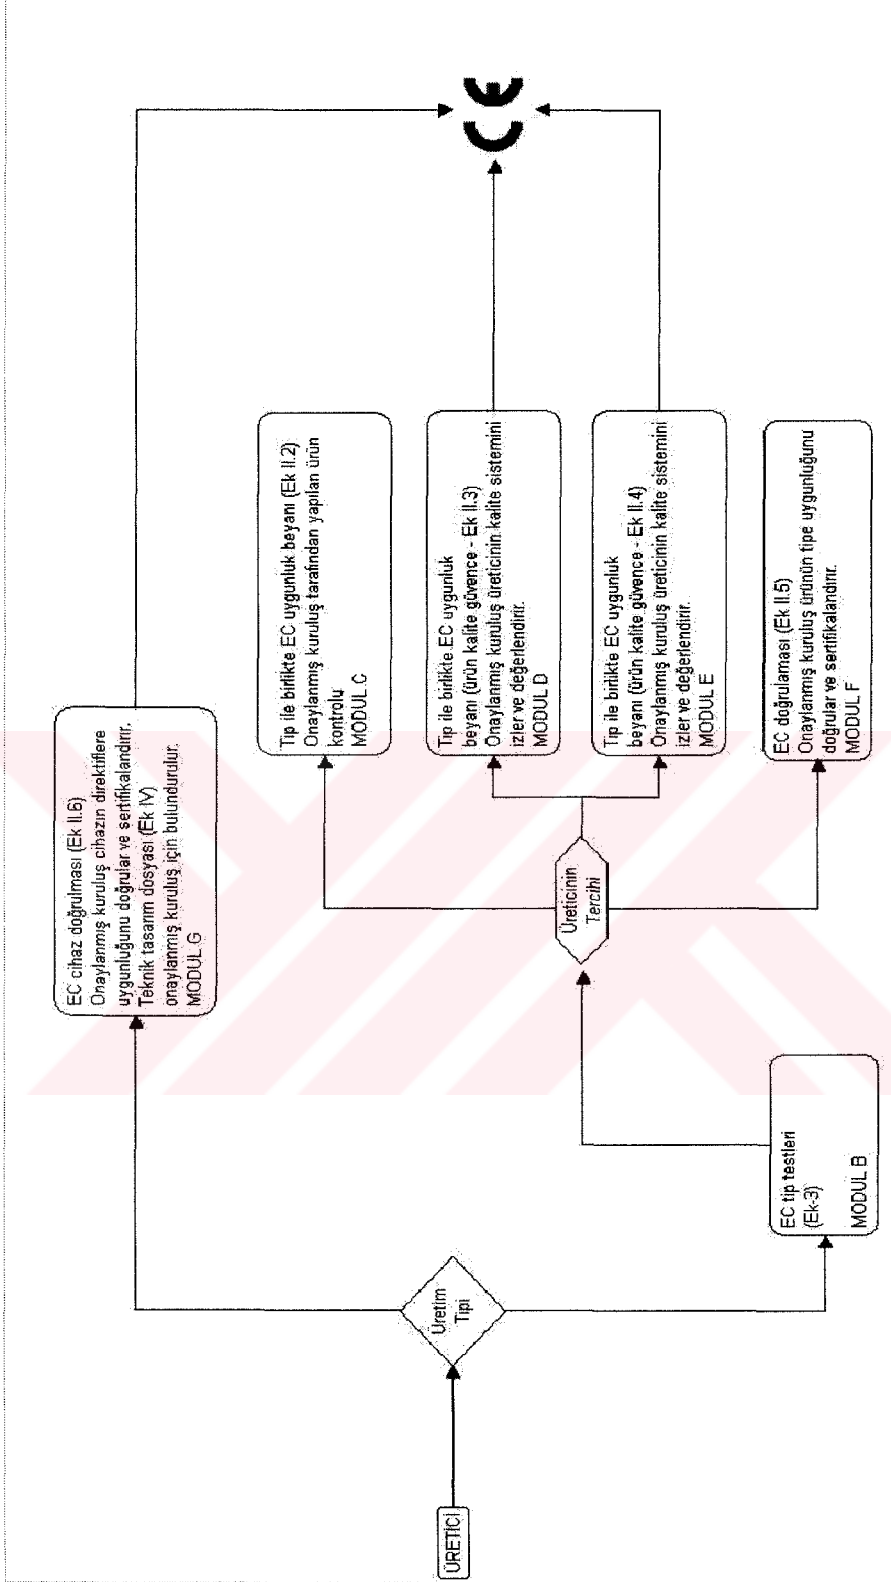 ÜRETİCİ
Üretim
Tipi
EC cihaz doğrulması (Ek II.6)
Onaylanmış kuruluş cihazın direktiflere
uygunluğunu doğrular ve sertifikalandırır.
Teknik tasarım dosyası (Ek IV)
onaylanmış kuruluş için bulundurulur.
MODUL G
EC tip testleri
(Ek-3)
MODUL B
Üreticinin
Tercihi
Tip ile birlikte EC uygunluk beyanı (Ek II.2)
Onaylanmış kuruluş tarafından yapılan ürün
kontrolu
MODUL C
Tip ile birlikte EC uygunluk
beyanı (ürün kalite güvence - Ek II.3)
Onaylanmış kuruluş üreticinin kalite sistemini
izler ve değerlendirir.
MODUL D
Tip ile birlikte EC uygunluk
beyanı (ürün kalite güvence - Ek II.4)
Onaylanmış kuruluş üreticinin kalite sistemini
izler ve değerlendirir.
MODUL E
EC doğrulaması (Ek II.5)
Onaylanmış kuruluş ürünün tipe uygunluğunu
doğrular ve sertifikalandırır.
MODUL F
CE